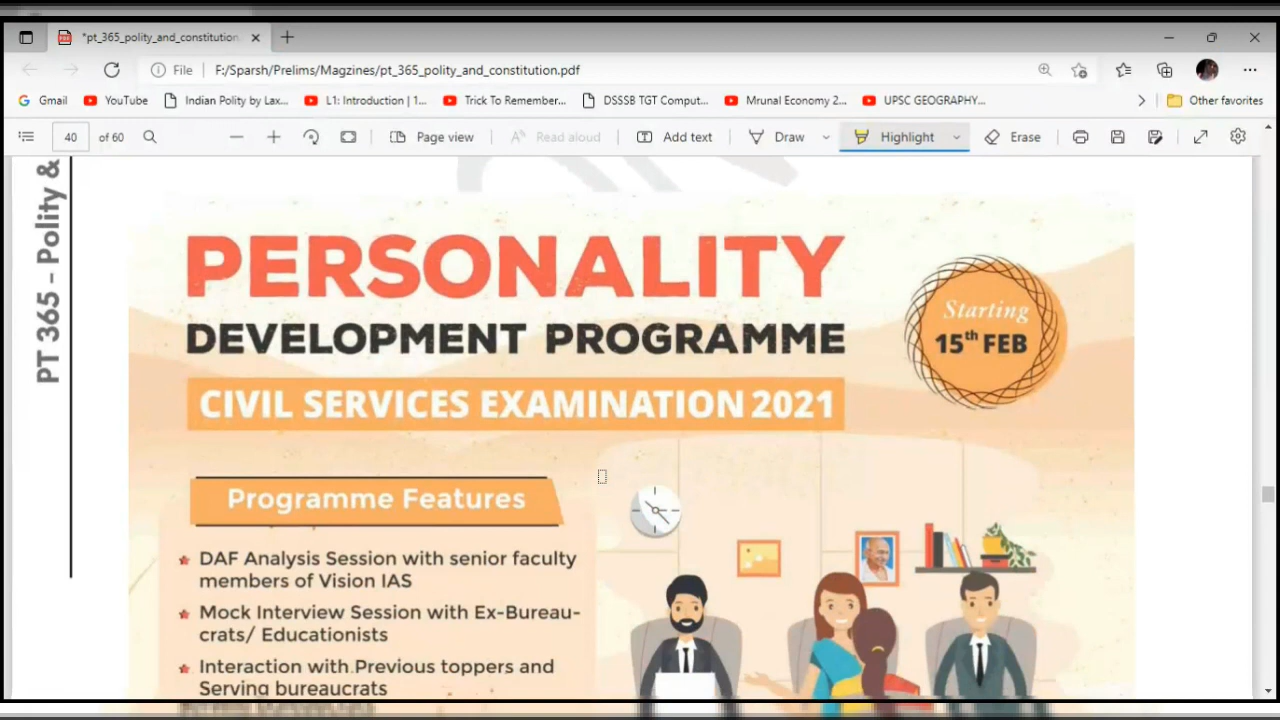 *pt_365_polity_and_constitution
File F:/Sparsh/Prelims/Magzines/pt_365_polity_and_constitution.pdf
Gmail YouTube Indian Polity by Lax... L1: Introduction | 1... Trick To Remember... DSSSB TGT Comput... Mrunal Economy 2... UPSC GEOGRAPHY... Other favorites
40 of 60 Page view Read aloud Add text Draw Highlight Erase
PT 365 - Polity &
PERSONALITY
DEVELOPMENT PROGRAMME
CIVIL SERVICES EXAMINATION 2021
Starting
15th FEB
Programme Features
DAF Analysis Session with senior faculty
members of Vision IAS
Mock Interview Session with Ex-Bureau-
crats/ Educationists
Interaction with Previous toppers and
Serving bureaucrats